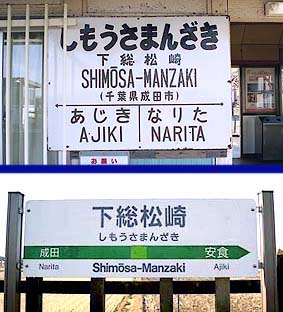 しもうさまんざき
下総松崎
SHIMŌSA-MANZAKI
(千葉県成田市)
あじき なりた
AJIKI NARITA
お願い
下総松崎
しもうさまんざき
成田 安食
Narita Shimōsa-Manzaki Ajiki